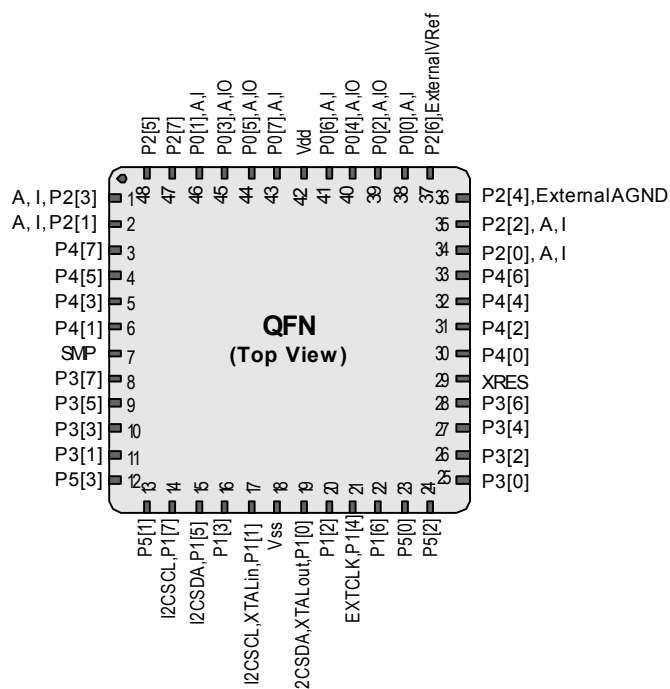 P2[5]
P2[7]
P0[1],A,I
P0[3],A,IO
P0[5],A,IO
P0[7],A,I
Vdd
P0[6],A,I
P0[4],A,IO
P0[2],A,IO
P0[0],A,I
P2[6],ExternalVRef
48
47
46
45
44
43
42
41
40
39
38
37
A, I, P2[3] 1
A, I, P2[1] 2
P4[7] 3
P4[5] 4
P4[3] 5
P4[1] 6
SMP 7
P3[7] 8
P3[5] 9
P3[3] 10
P3[1] 11
P5[3] 12
QFN
(Top View)
36 P2[4],ExternalAGND
35 P2[2], A, I
34 P2[0], A, I
33 P4[6]
32 P4[4]
31 P4[2]
30 P4[0]
29 XRES
28 P3[6]
27 P3[4]
26 P3[2]
25 P3[0]
13
14
15
16
17
18
19
20
21
22
23
24
P5[1]
I2CSCL,P1[7]
I2CSDA,P1[5]
P1[3]
I2CSCL,XTALin,P1[1]
Vss
2CSDA,XTALout,P1[0]
P1[2]
EXTCLK,P1[4]
P1[6]
P5[0]
P5[2]